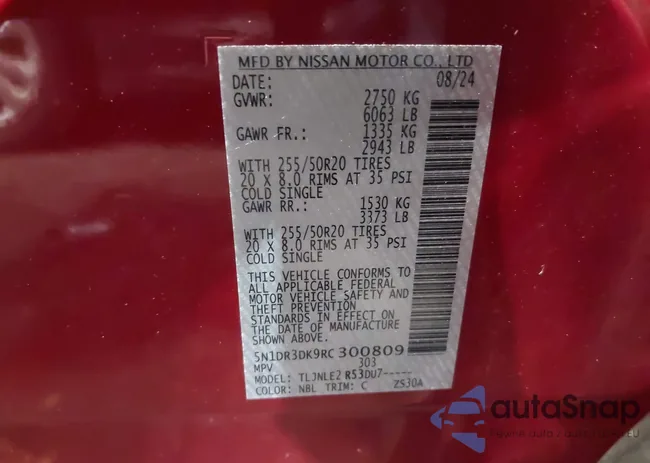 MFD BY NISSAN MOTOR CO., LTD
DATE: 08/24
GVWR: 2750 KG
6063 LB
GAWR FR.: 1335 KG
2943 LB
WITH 255/50R20 TIRES
20 X 8.0 RIMS AT 35 PSI
COLD SINGLE
GAWR RR.: 1530 KG
3373 LB
WITH 255/50R20 TIRES
20 X 8.0 RIMS AT 35 PSI
COLD SINGLE
THIS VEHICLE CONFORMS TO
ALL APPLICABLE FEDERAL
MOTOR VEHICLE SAFETY AND
THEFT PREVENTION
STANDARDS IN EFFECT ON
DATE OF MANUFACTURE
5N1DR3DK9RC300809
MPV 303
MODEL: TLJNLE2 R53DU7-----
COLOR: NBL TRIM: C ZS30A
autoSnap